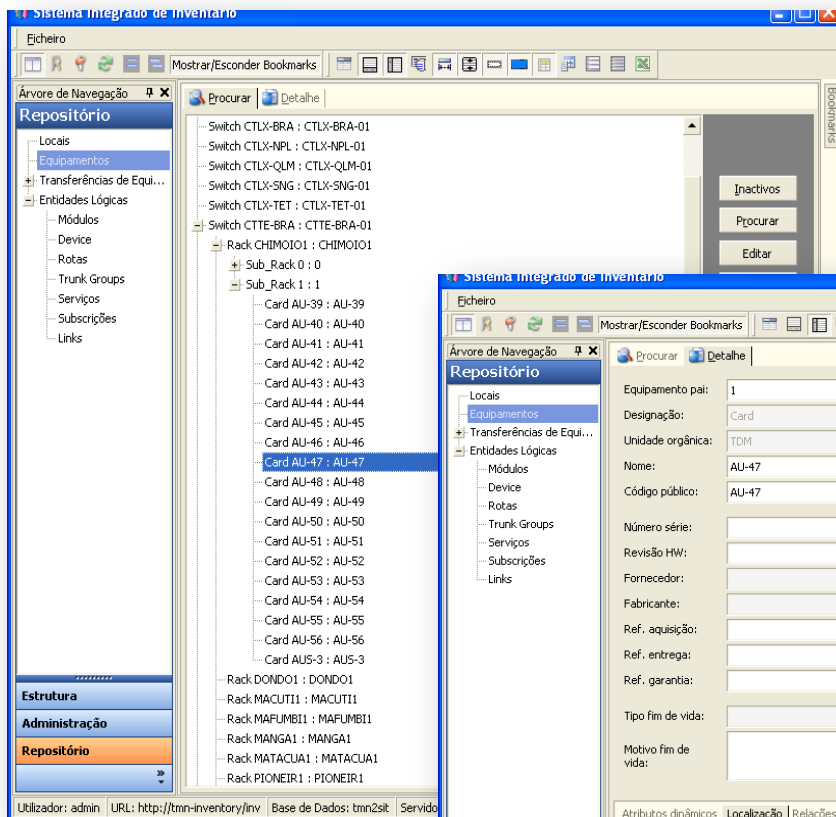 Sistema Integrado de Inventário
Ficheiro
Mostrar/Esconder Bookmarks
Árvore de Navegação
Repositório
Locais
Equipamentos
Transferências de Equi...
Entidades Lógicas
Módulos
Device
Rotas
Trunk Groups
Serviços
Subscrições
Links
Estrutura
Administração
Repositório
Procurar
Detalhe
Switch CTLX-BRA : CTLX-BRA-01
Switch CTLX-NPL : CTLX-NPL-01
Switch CTLX-QLM : CTLX-QLM-01
Switch CTLX-SNG : CTLX-SNG-01
Switch CTLX-TET : CTLX-TET-01
Switch CTTE-BRA : CTTE-BRA-01
Rack CHIMOIO1 : CHIMOIO1
Sub_Rack 0 : 0
Sub_Rack 1 : 1
Card AU-39 : AU-39
Card AU-40 : AU-40
Card AU-41 : AU-41
Card AU-42 : AU-42
Card AU-43 : AU-43
Card AU-44 : AU-44
Card AU-45 : AU-45
Card AU-46 : AU-46
Card AU-47 : AU-47
Card AU-48 : AU-48
Card AU-49 : AU-49
Card AU-50 : AU-50
Card AU-51 : AU-51
Card AU-52 : AU-52
Card AU-53 : AU-53
Card AU-54 : AU-54
Card AU-55 : AU-55
Card AU-56 : AU-56
Card AUS-3 : AUS-3
Rack DONDO1 : DONDO1
Rack MACUTI1 : MACUTI1
Rack MAFUMBI1 : MAFUMBI1
Rack MANGA1 : MANGA1
Rack MATACUA1 : MATACUA1
Rack PIONEIR1 : PIONEIR1
Inactivos
Procurar
Editar
Bookmarks
Utilizador: admin
URL: http://tmn-inventory/inv
Base de Dados: tmn2sit
Servido
Sistema Integrado de Inventário
Ficheiro
Mostrar/Esconder Bookmarks
Árvore de Navegação
Repositório
Locais
Equipamentos
Transferências de Equi...
Entidades Lógicas
Módulos
Device
Rotas
Trunk Groups
Serviços
Subscrições
Links
Procurar
Detalhe
Equipamento pai: 1
Designação: Card
Unidade orgânica: TDM
Nome: AU-47
Código público: AU-47
Número série:
Revisão HW:
Fornecedor:
Fabricante:
Ref. aquisição:
Ref. entrega:
Ref. garantia:
Tipo fim de vida:
Motivo fim de
vida:
Atributos dinâmicos
Localização
Relações